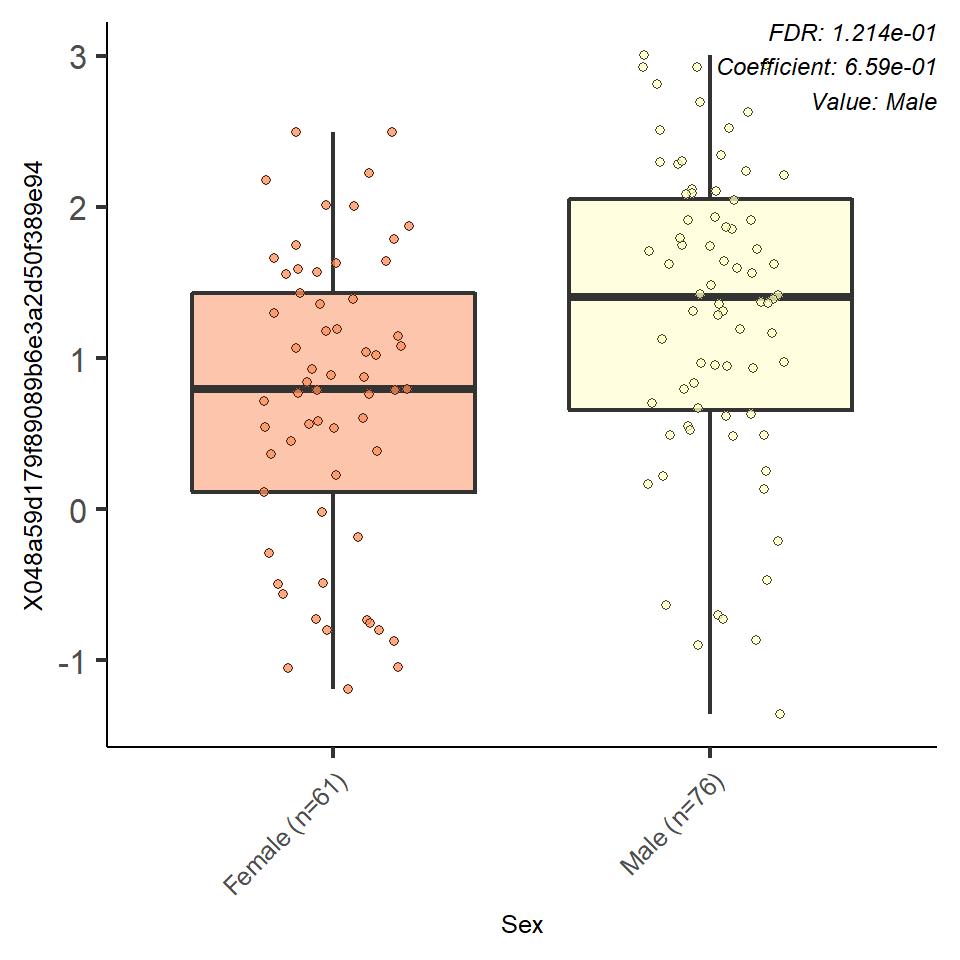 FDR: 1.214e-01
Coefficient: 6.59e-01
Value: Male
3
2
1
0
-1
X048a59d179f89089b6e3a2d50f389e94
Female (n=61)
Male (n=76)
Sex